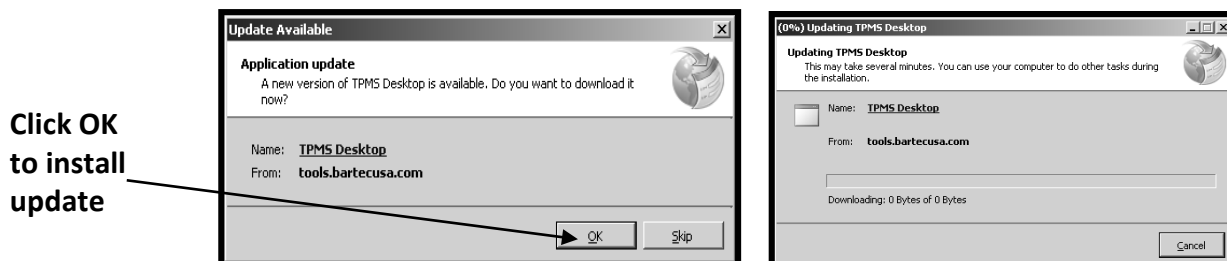 Click OK
to install
update
Update Available
Application update
A new version of TPMS Desktop is available. Do you want to download it
now?
Name: TPMS Desktop
From: tools.bartecusa.com
OK Skip
(0%) Updating TPMS Desktop
Updating TPMS Desktop
This may take several minutes. You can use your computer to do other tasks during
the installation.
Name: TPMS Desktop
From: tools.bartecusa.com
Downloading: 0 Bytes of 0 Bytes
Cancel